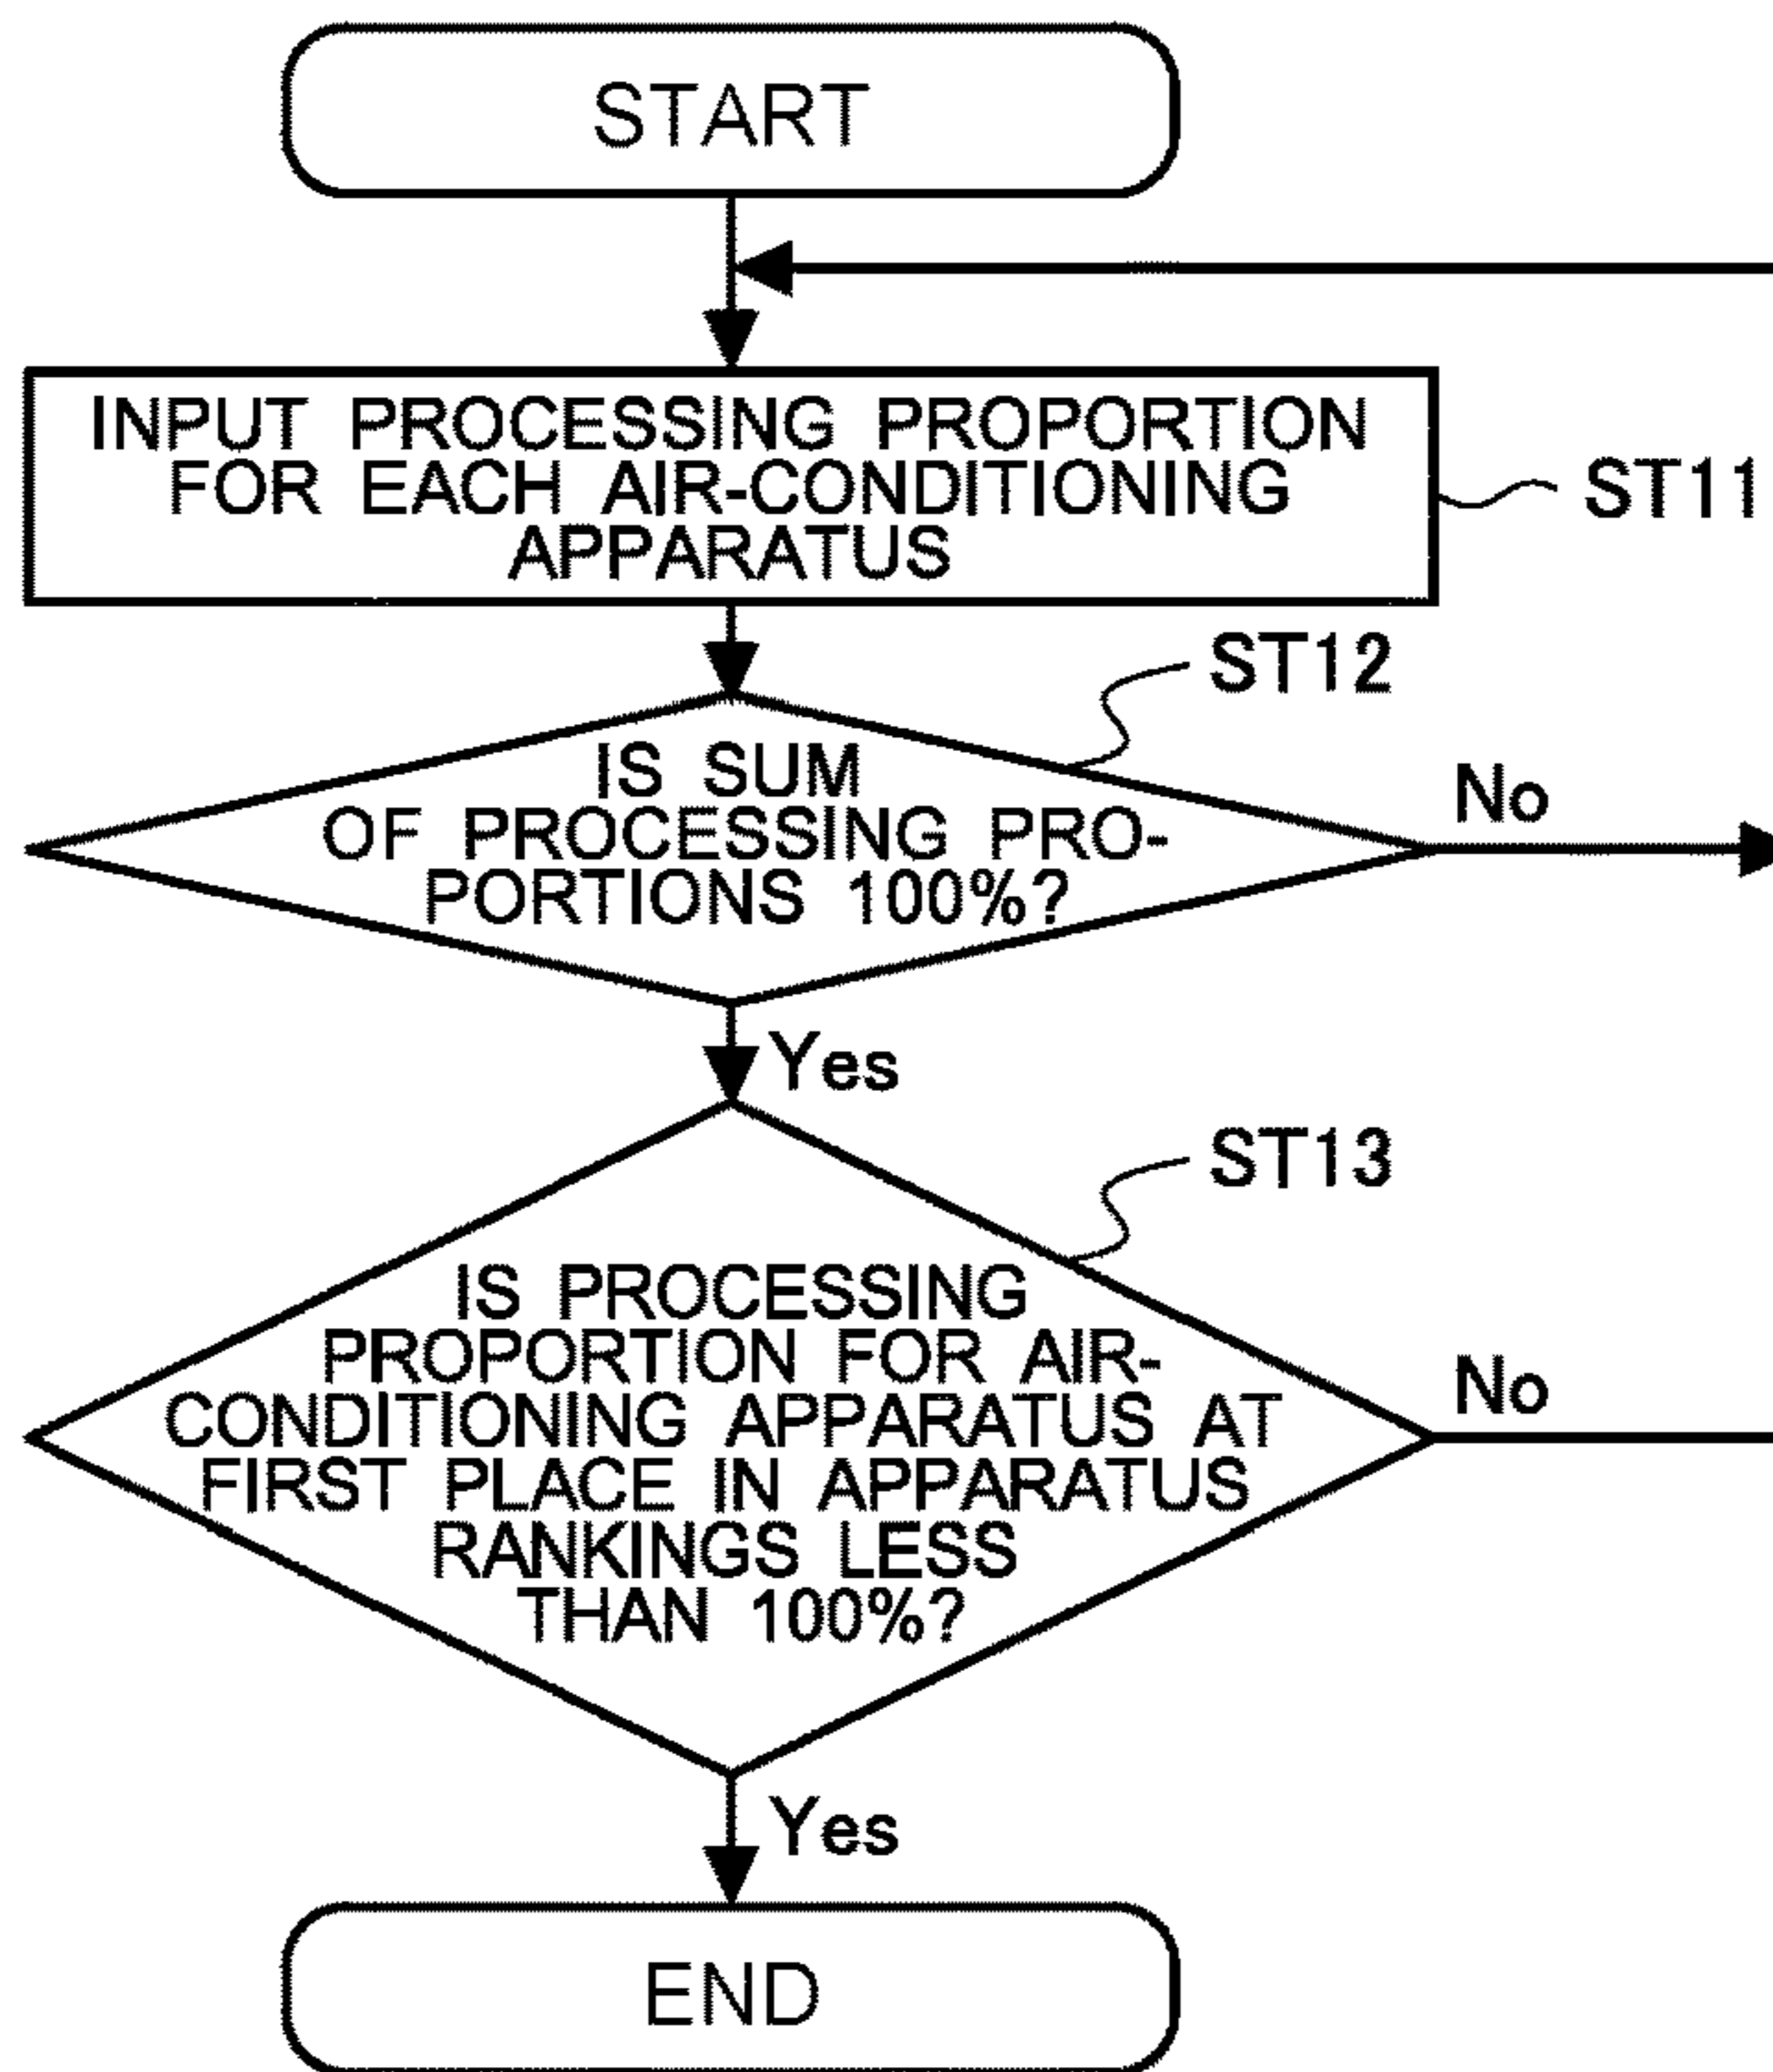 START
INPUT PROCESSING PROPORTION
FOR EACH AIR-CONDITIONING
APPARATUS
ST11
ST12
IS SUM
OF PROCESSING PRO-
PORTIONS 100%?
No
Yes
ST13
IS PROCESSING
PROPORTION FOR AIR-
CONDITIONING APPARATUS AT
FIRST PLACE IN APPARATUS
RANKINGS LESS
THAN 100%?
No
Yes
END